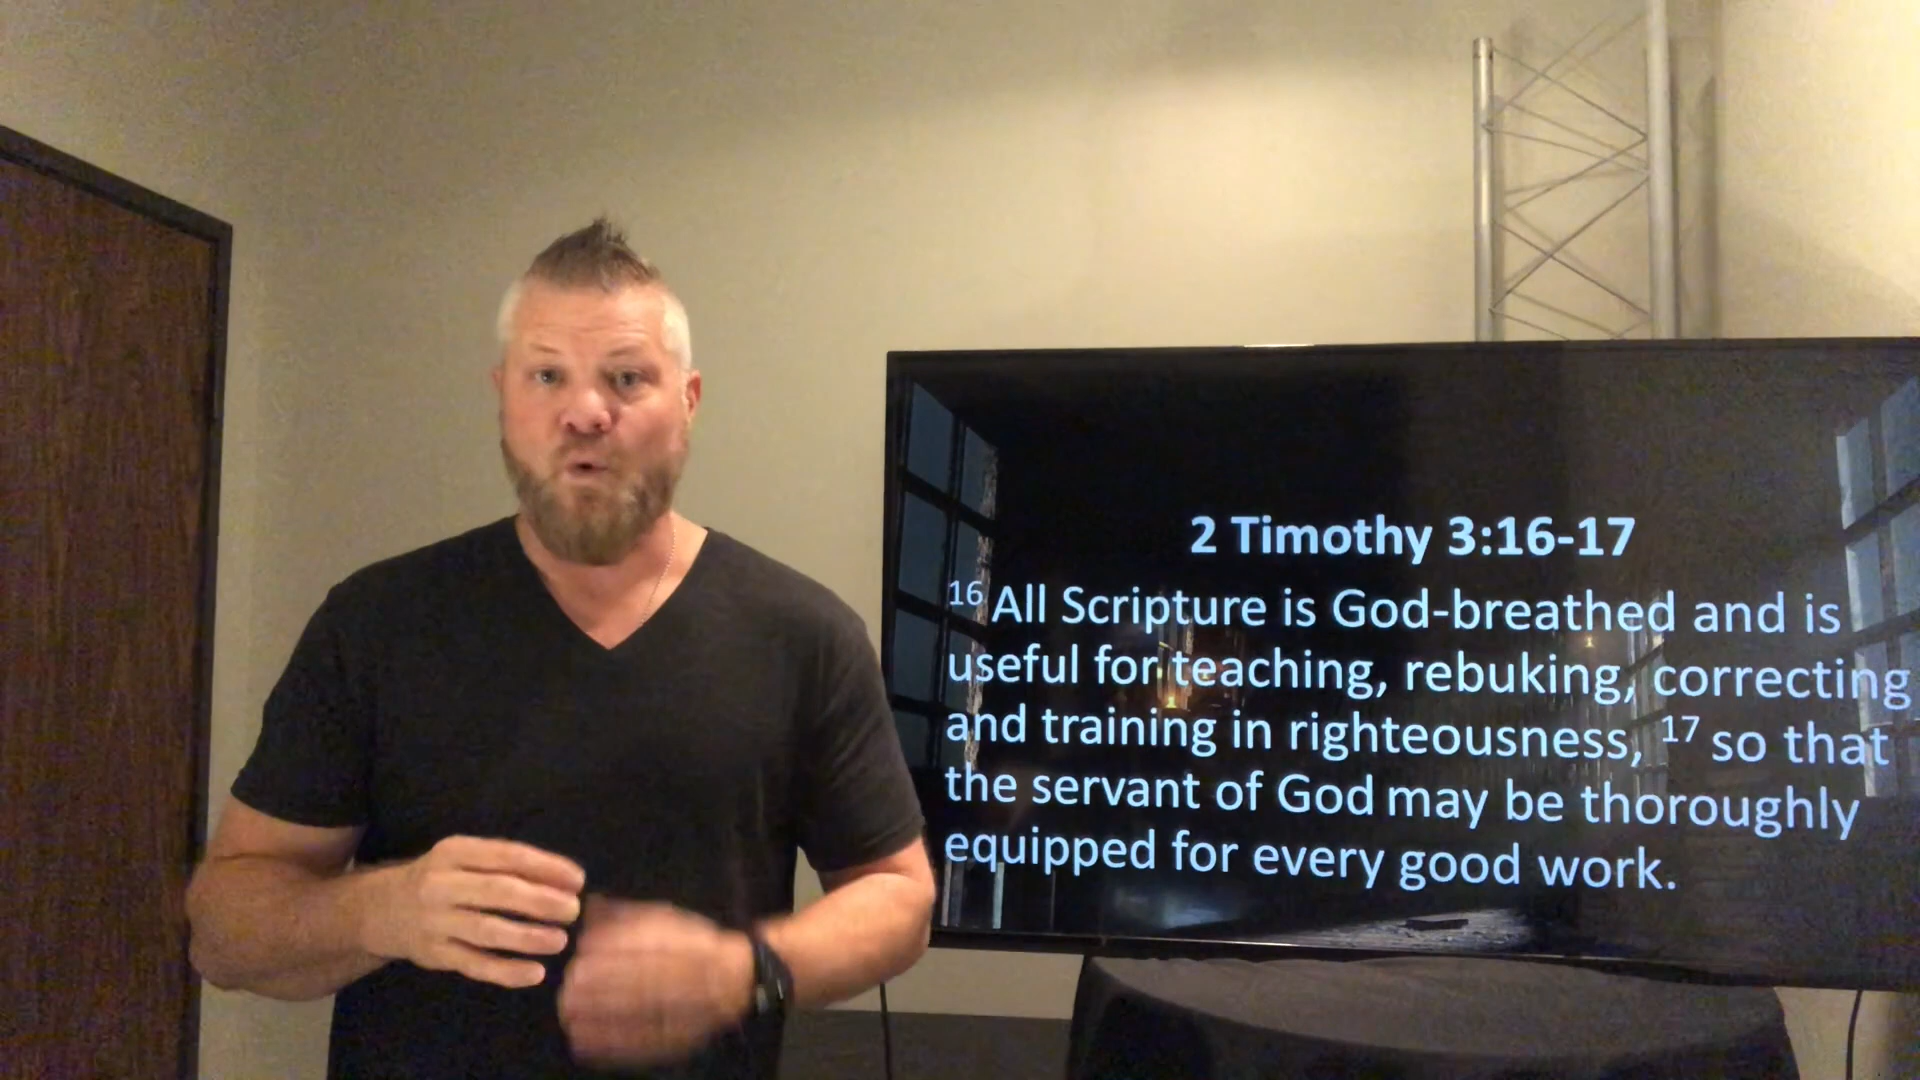 2 Timothy 3:16-17
16 All Scripture is God-breathed and is
useful for teaching, rebuking, correcting
and training in righteousness, 17 so that
the servant of God may be thoroughly
equipped for every good work.